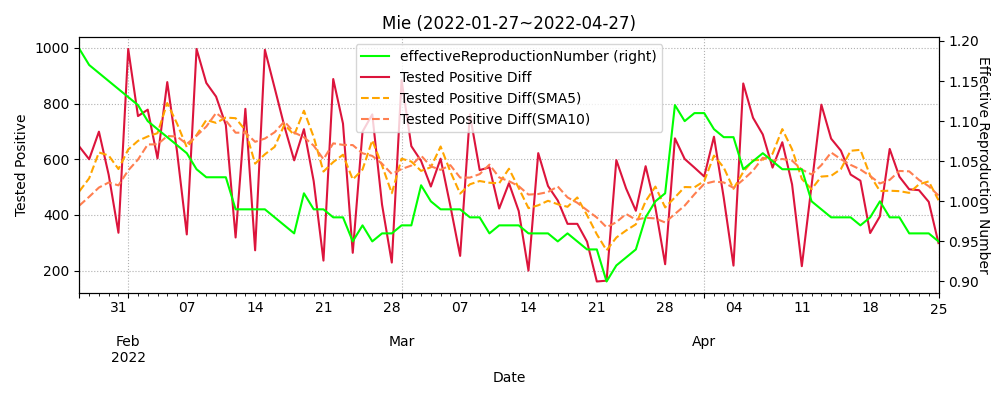 Mie (2022-01-27~2022-04-27)
effectiveReproductionNumber (right)
Tested Positive Diff
Tested Positive Diff(SMA5)
Tested Positive Diff(SMA10)
Tested Positive
1000
800
600
400
200
Effective Reproduction Number
1.20
1.15
1.10
1.05
1.00
0.95
0.90
31 07 14 21 28 07 14 21 28 04 11 18 25
Feb Mar Apr
2022
Date